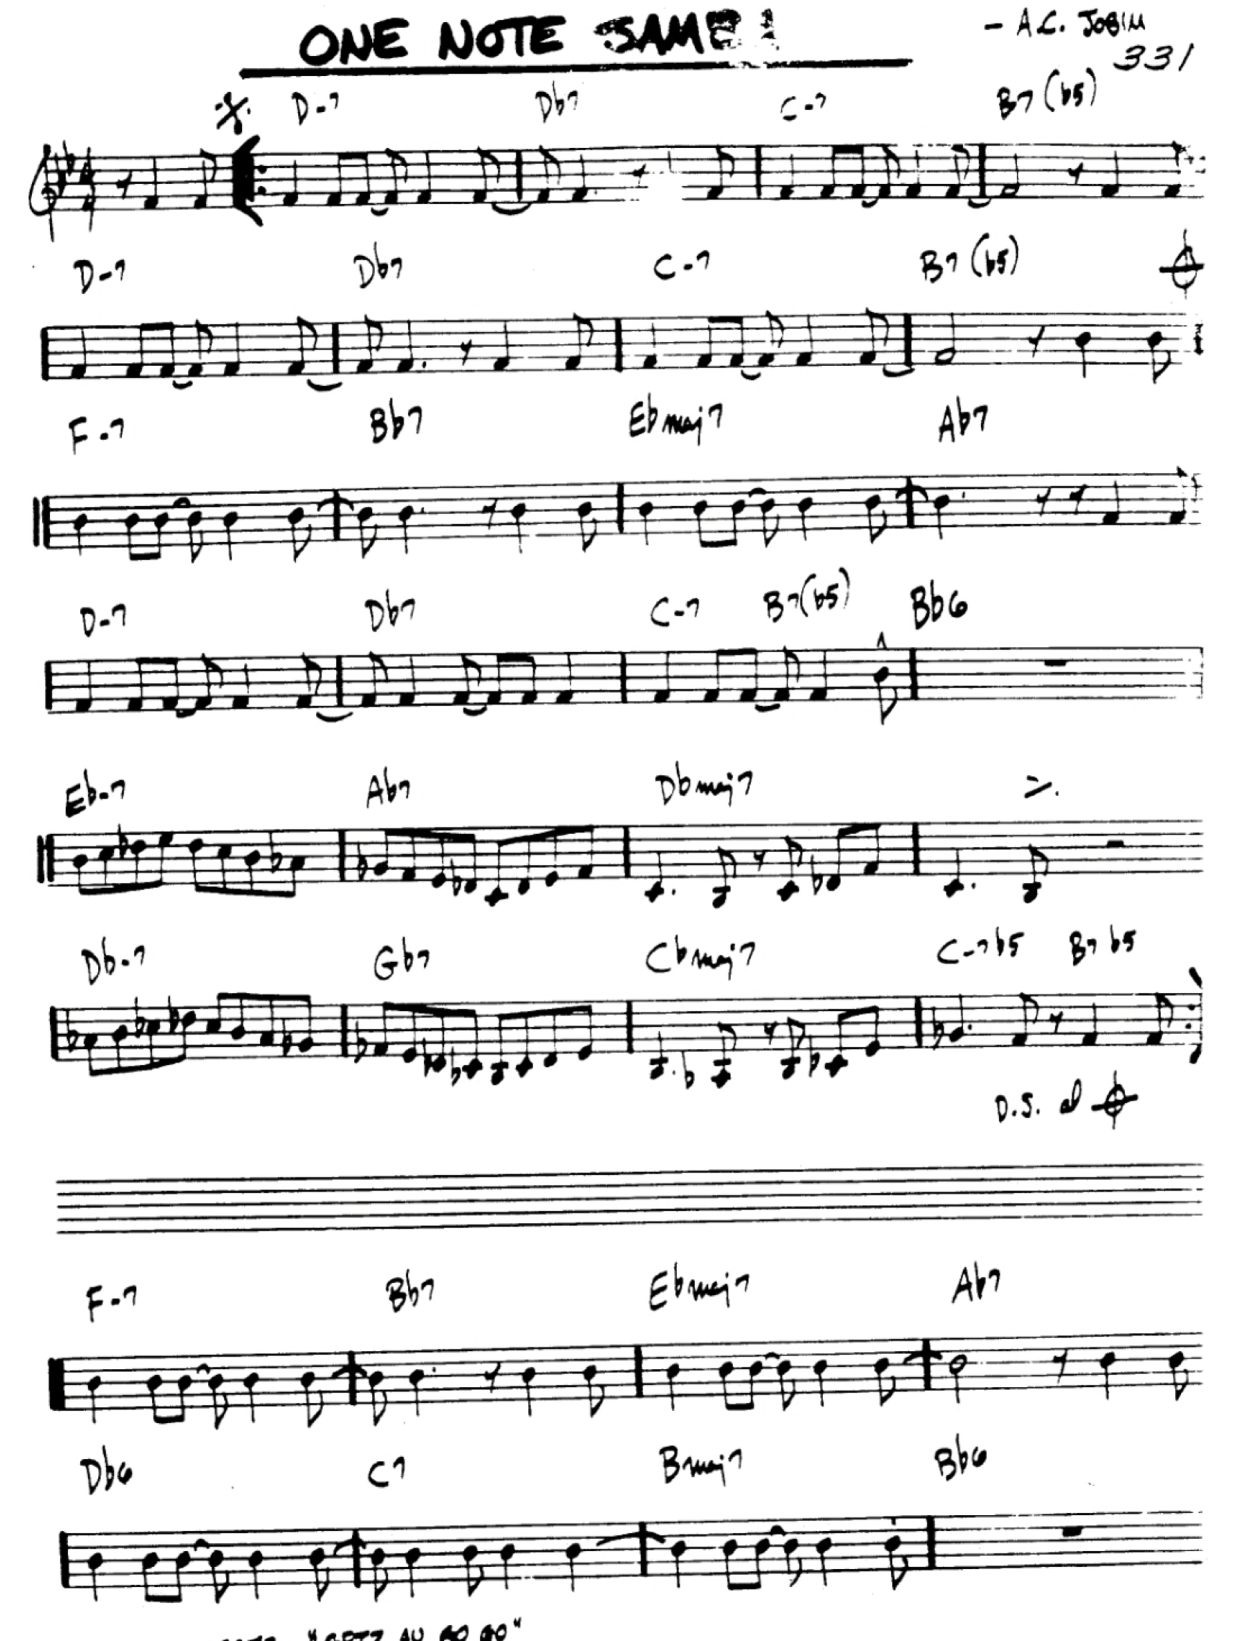 ONE NOTE SAMBA
- A.C. JOBIM
331
D-7 Db7 C-7 B7(b5)
D-7 Db7 C-7 B7(b5)
F-7 Bb7 Ebmaj7 Ab7
D-7 Db7 C-7 B7(b5) Bb6
Eb-7 Ab7 Dbmaj7
Db-7 Gb7 Cbmaj7 C-7b5 B7b5
D.S. al
F-7 Bb7 Ebmaj7 Ab7
Db6 C7 Bmaj7 Bb6
"GETZ AU GO GO"